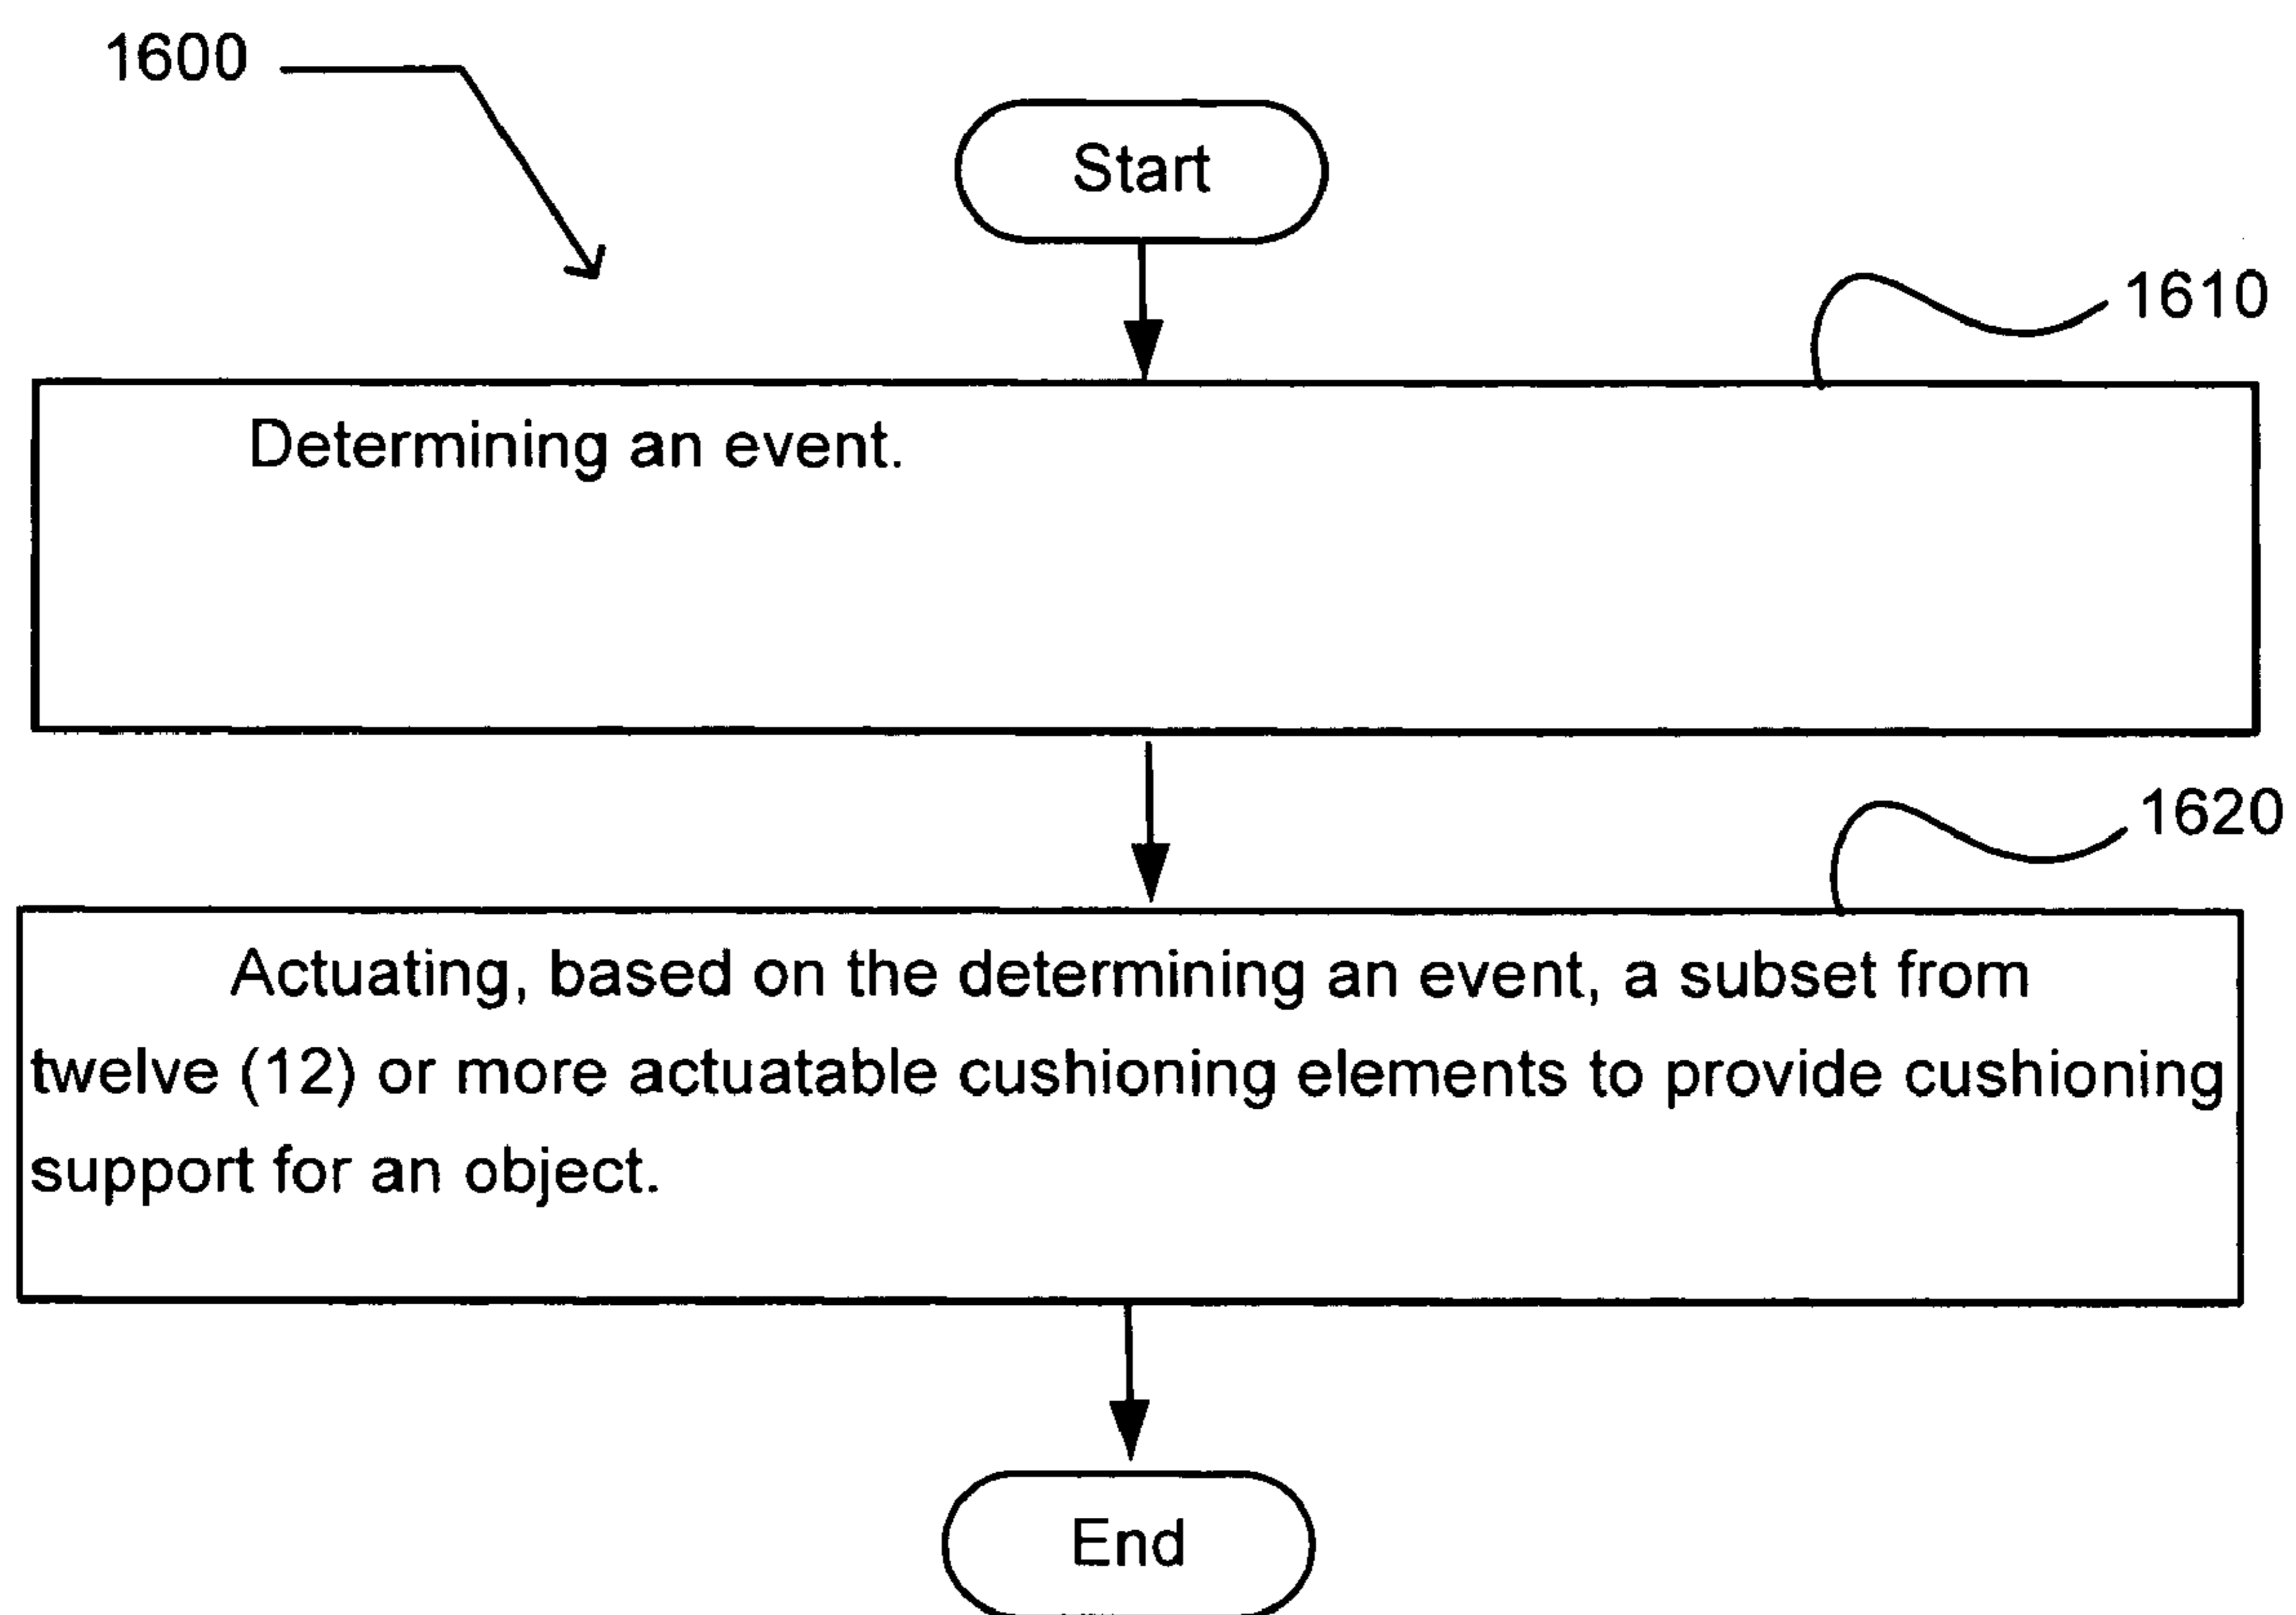 1600
Start
1610
Determining an event.
1620
Actuating, based on the determining an event, a subset from
twelve (12) or more actuatable cushioning elements to provide cushioning
support for an object.
End